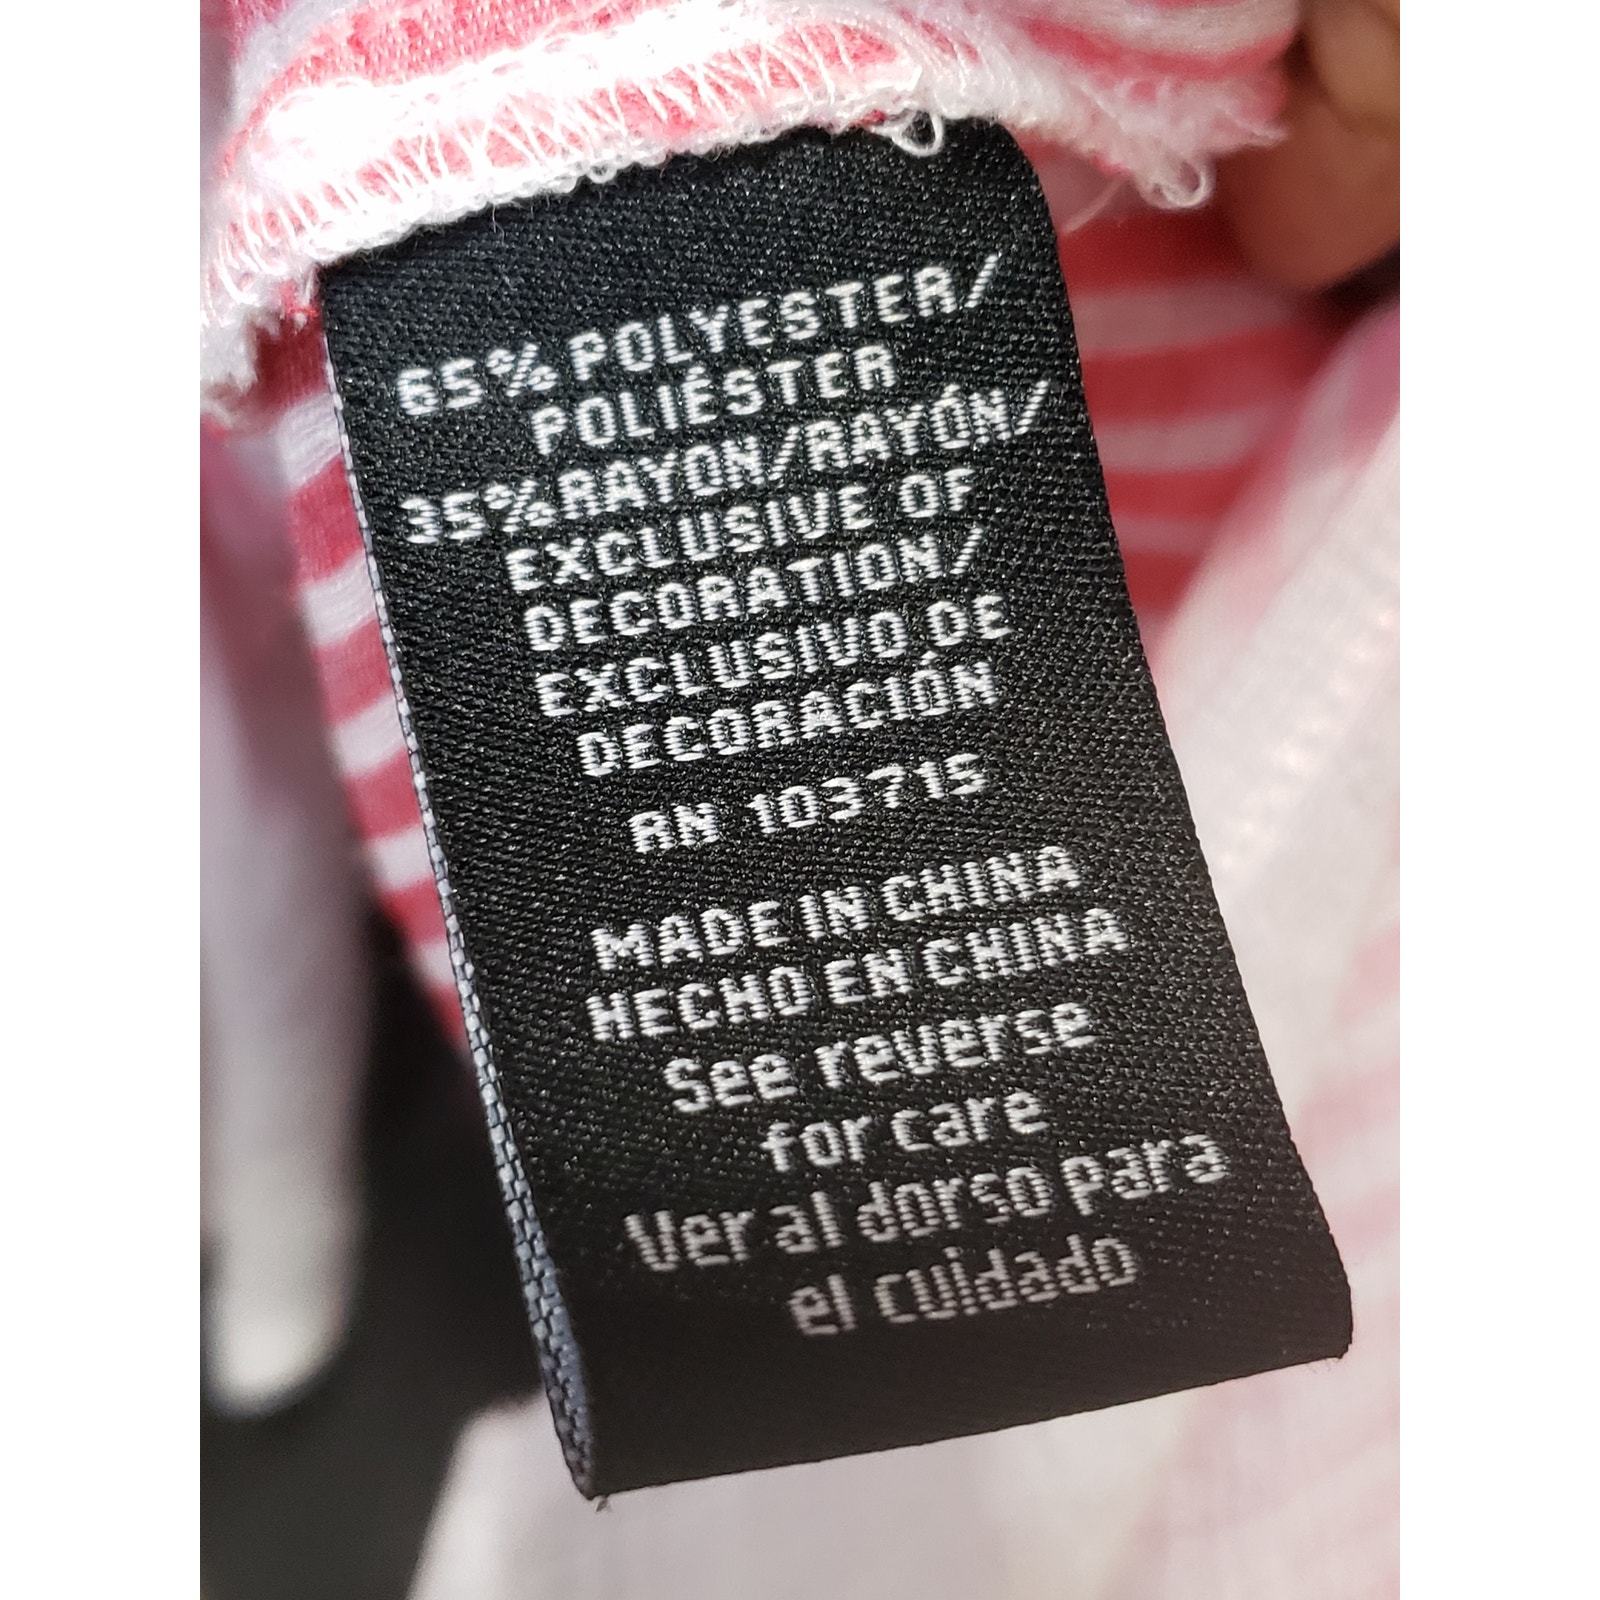 65% POLYESTER/
POLIÉSTER
35% RAYON/RAYÓN/
EXCLUSIVE OF
DECORATION/
EXCLUSIVO DE
DECORACIÓN
RN 103715
MADE IN CHINA
HECHO EN CHINA
See reverse
for care
Ver al dorso para
el cuidado